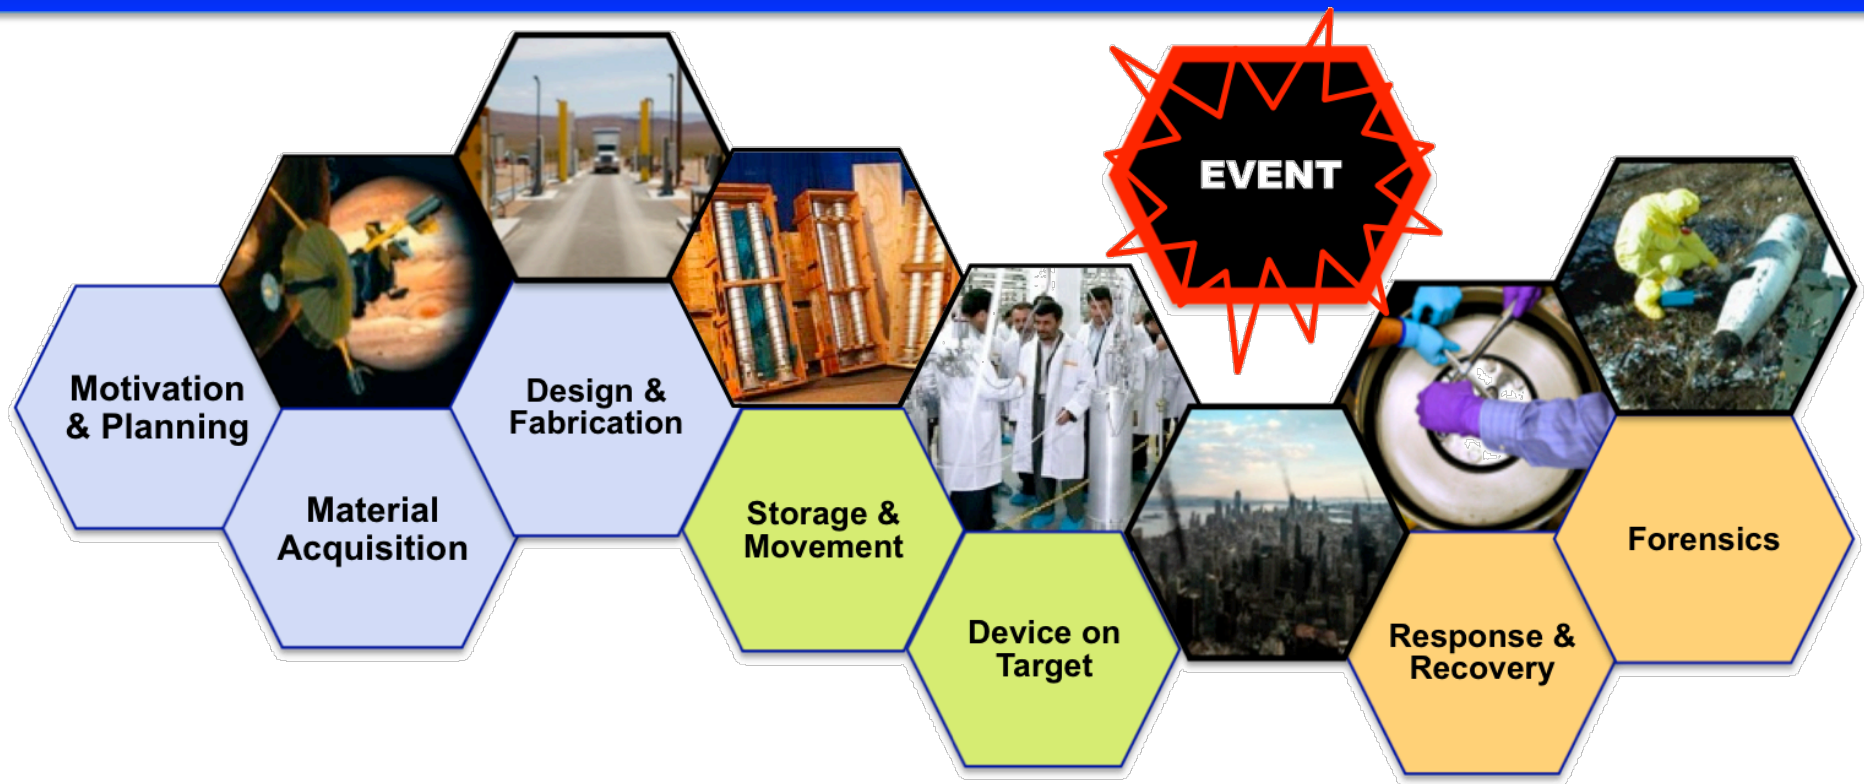 Motivation
& Planning
Material
Acquisition
Design &
Fabrication
Storage &
Movement
Device on
Target
EVENT
Response &
Recovery
Forensics